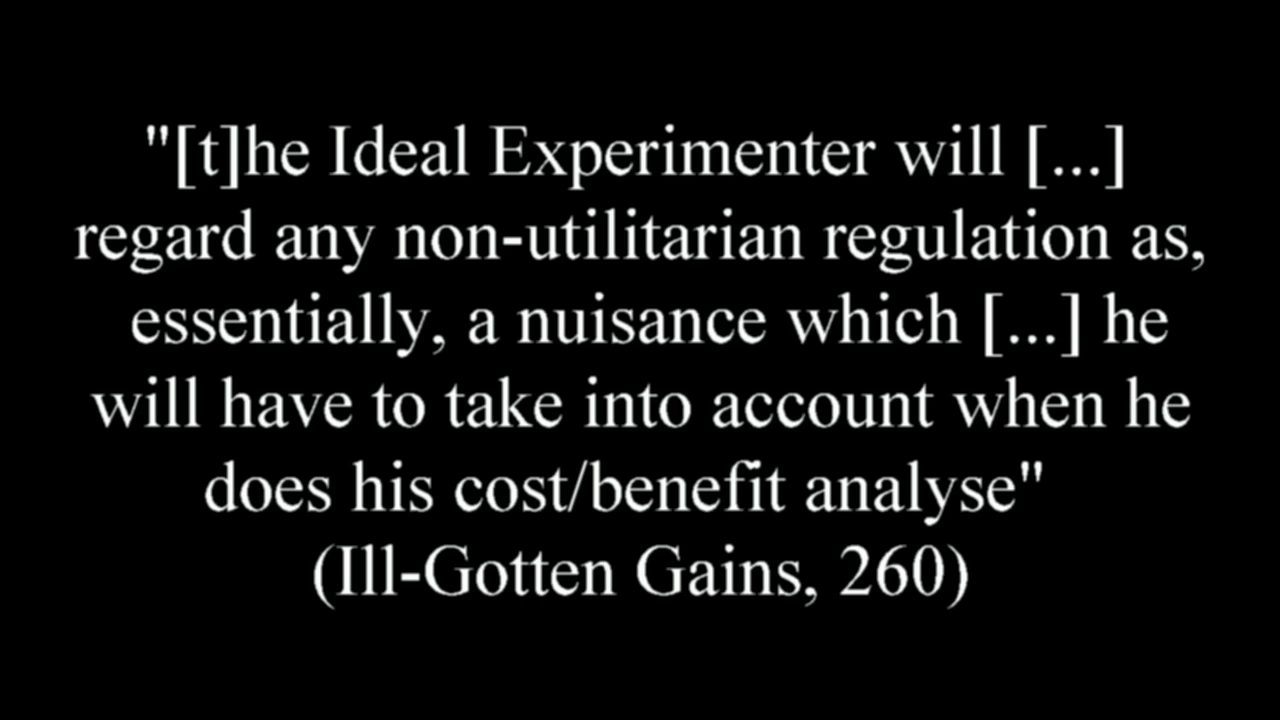 "[t]he Ideal Experimenter will [...]
regard any non-utilitarian regulation as,
essentially, a nuisance which [...] he
will have to take into account when he
does his cost/benefit analyse"
(Ill-Gotten Gains, 260)